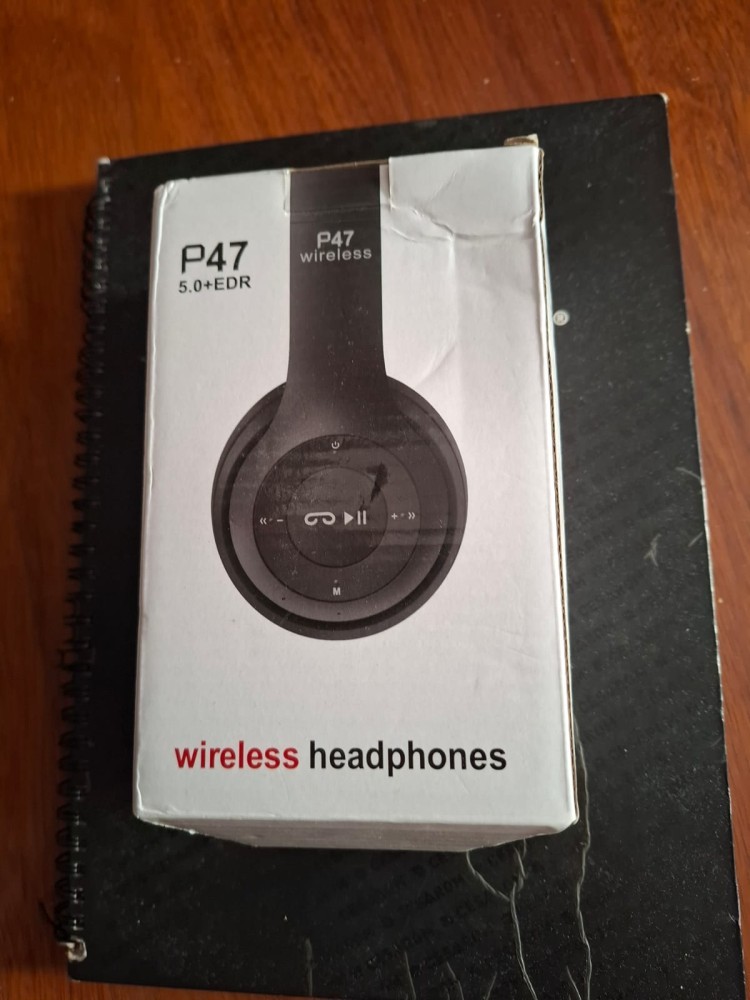 P47
5.0+EDR
P47
wireless
M
wireless headphones
®